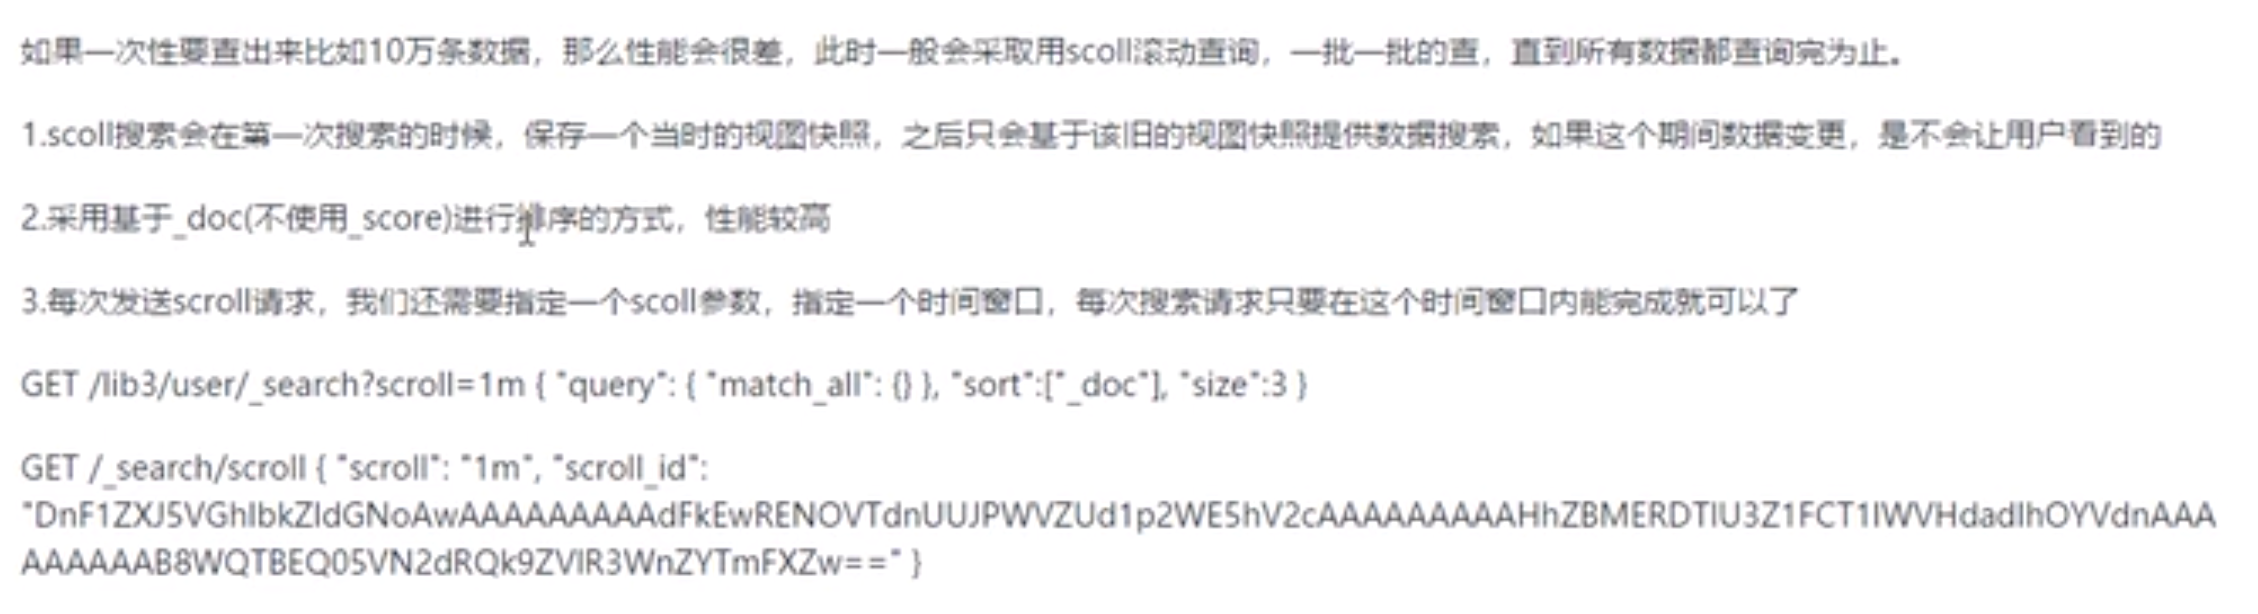 如果一次性要查出来比如10万条数据，那么性能会很差，此时一般会采取用scoll滚动查询，一批一批的查，直到所有数据都查询完为止。
1.scoll搜索会在第一次搜索的时候，保存一个当时的视图快照，之后只会基于该旧的视图快照提供数据搜索，如果这个期间数据变更，是不会让用户看到的
2.采用基于_doc(不使用_score)进行排序的方式，性能较高
3.每次发送scroll请求，我们还需要指定一个scoll参数，指定一个时间窗口，每次搜索请求只要在这个时间窗口内能完成就可以了
GET /lib3/user/_search?scroll=1m { "query": { "match_all": {} }, "sort":["_doc"], "size":3 }
GET /_search/scroll { "scroll": "1m", "scroll_id":
"DnF1ZXJ5VGhlbkZldGNoAwAAAAAAAAAdFkEwRENOVTdnUUJPWVZUd1p2WE5hV2cAAAAAAAAAHhZBMERDTlU3Z1FCT1lWVHdadlhOYVdnAAA
AAAAAAB8WQTBEQ05VN2dRQk9ZVlR3WnZYTmFXZw==" }